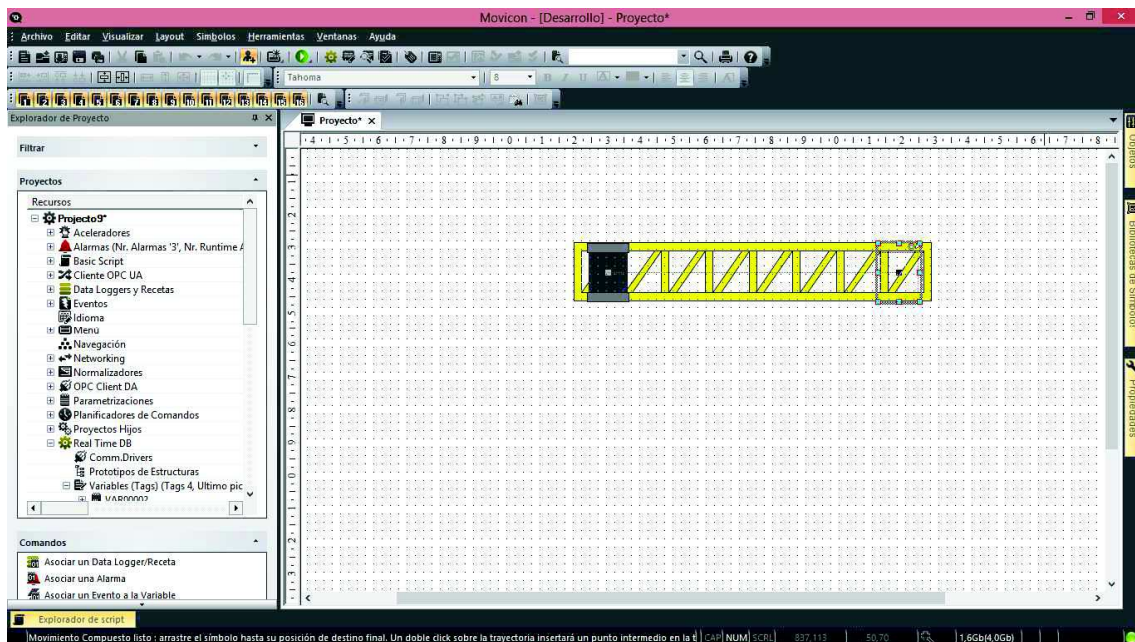 Movicon - [Desarrollo] - Proyecto*
Archivo Editar Visualizar Layout Simbolos Herramientas Ventanas Ayuda
Tahoma 8
Explorador de Proyecto
Proyecto*
Filtrar
Proyectos
Recursos
Projecto9*
Aceleradores
Alarmas (Nr. Alarmas '3', Nr. Runtime
Basic Script
Cliente OPC UA
Data Loggers y Recetas
Eventos
Idioma
Menú
Navegación
Networking
Normalizadores
OPC Client DA
Parametrizaciones
Planificadores de Comandos
Proyectos Hijos
Real Time DB
Comm.Drivers
Prototipos de Estructuras
Variables (Tags) (Tags 4, Ultimo pic
VAR00002
Comandos
Asociar un Data Logger/Receta
Asociar una Alarma
Asociar un Evento a la Variable
Objetos
Bibliotecas de Símbolos
Propiedades
Explorador de script
Movimiento Compuesto listo : arrastre el símbolo hasta su posición de destino final. Un doble click sobre la trayectoria insertará un punto intermedio en la t CAP NUM SCRL 837,113 50,70 1,6Gb(4,0Gb)